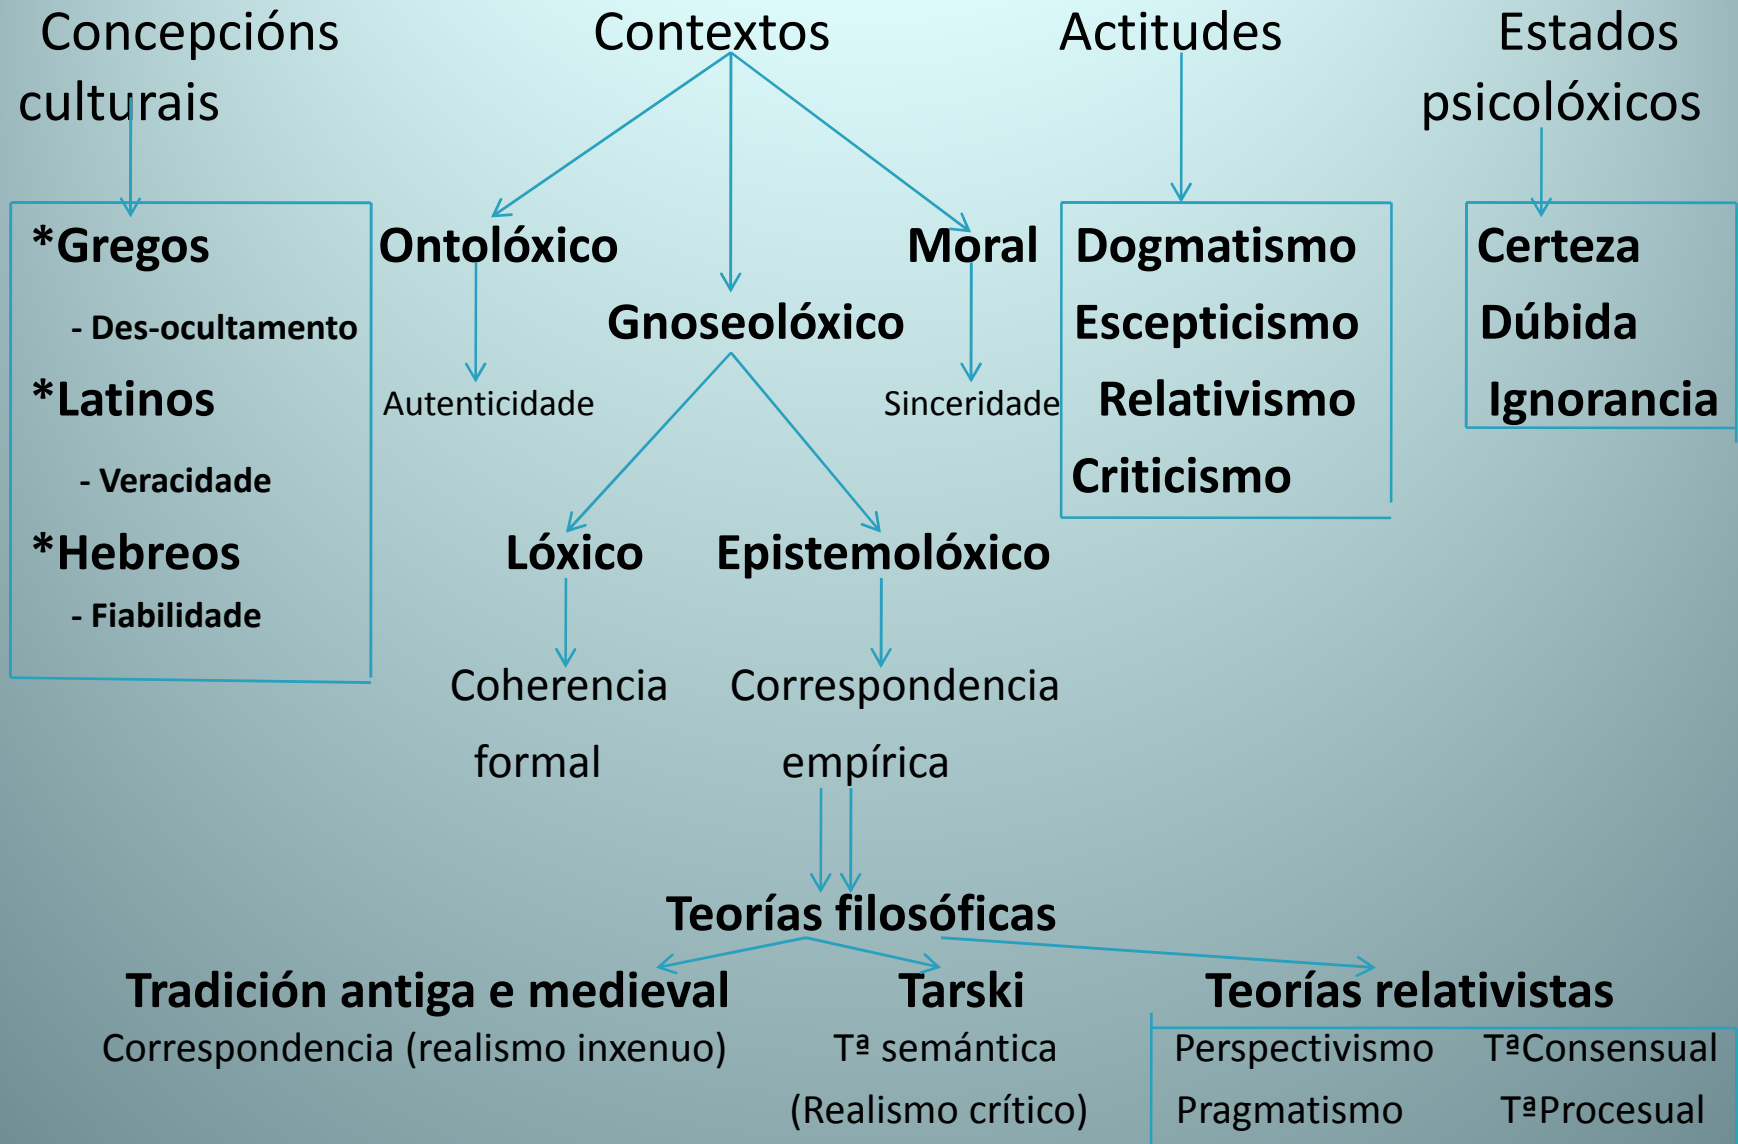 Concepcións
culturais
Contextos
Actitudes
Estados
psicolóxicos
*Gregos
- Des-ocultamento
*Latinos
- Veracidade
*Hebreos
- Fiabilidade
Ontolóxico
Autenticidade
Gnoseolóxico
Moral
Sinceridade
Lóxico
Coherencia
formal
Epistemolóxico
Correspondencia
empírica
Dogmatismo
Escepticismo
Relativismo
Criticismo
Certeza
Dúbida
Ignorancia
Teorías filosóficas
Tradición antiga e medieval
Correspondencia (realismo inxenuo)
Tarski
Tª semántica
(Realismo crítico)
Teorías relativistas
Perspectivismo TªConsensual
Pragmatismo TªProcesual